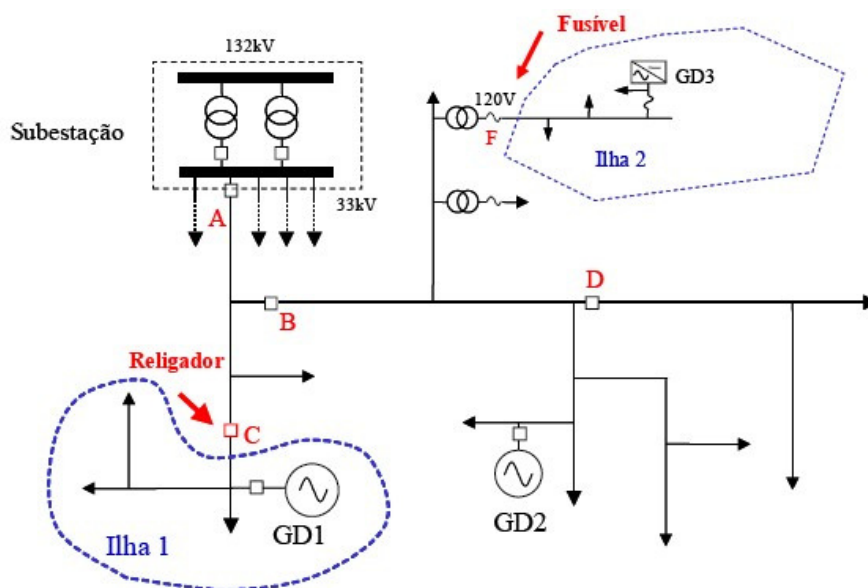 132kV
Subestação
33kV
A
Fusível
120V
GD3
F
Ilha 2
B
D
Religador
C
GD1
Ilha 1
GD2